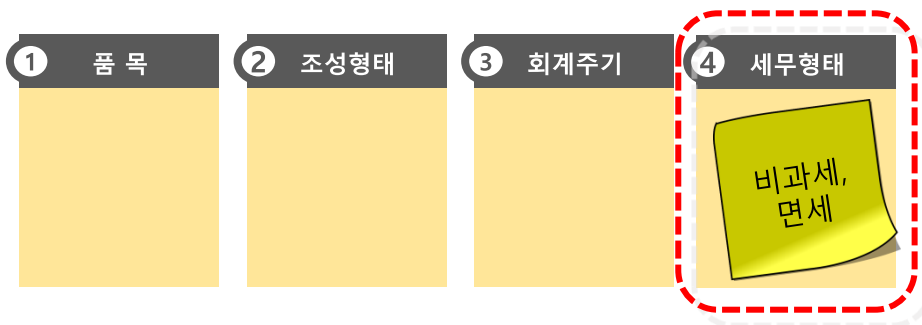 1 품 목
2 조성형태
3 회계주기
4 세무형태
비과세,
면세